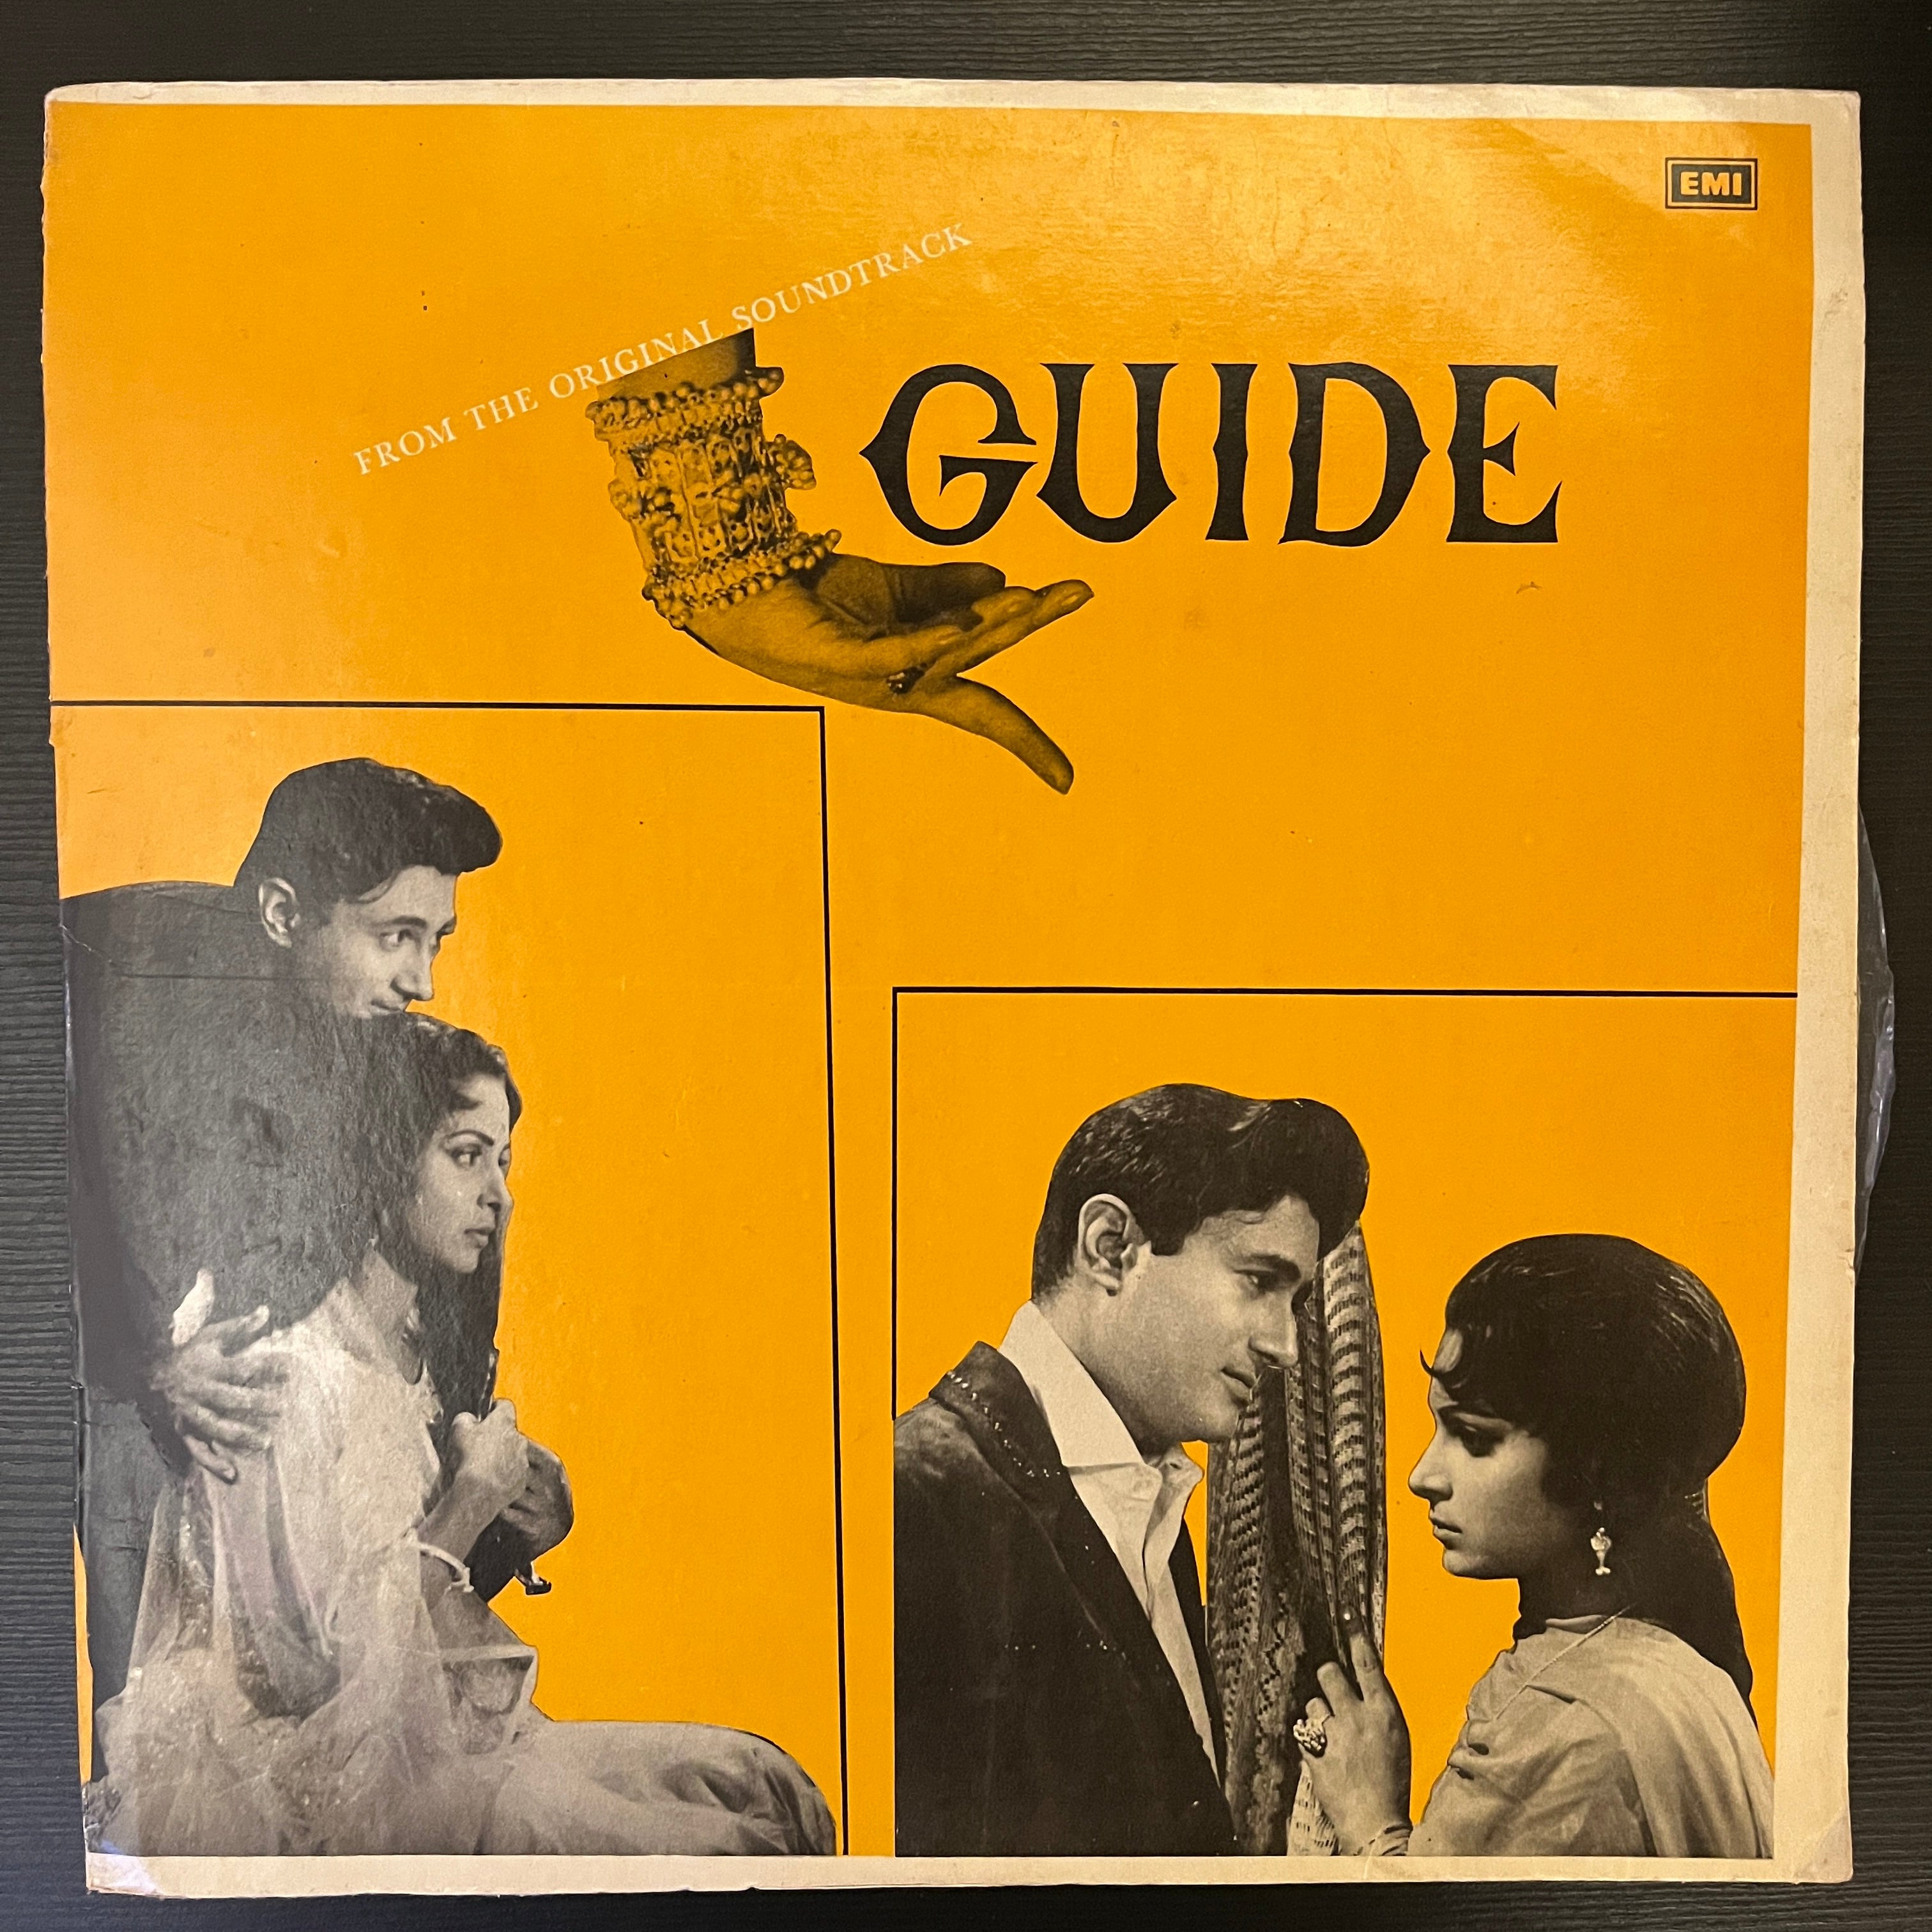 EMI
FROM THE ORIGINAL SOUNDTRACK
GUIDE